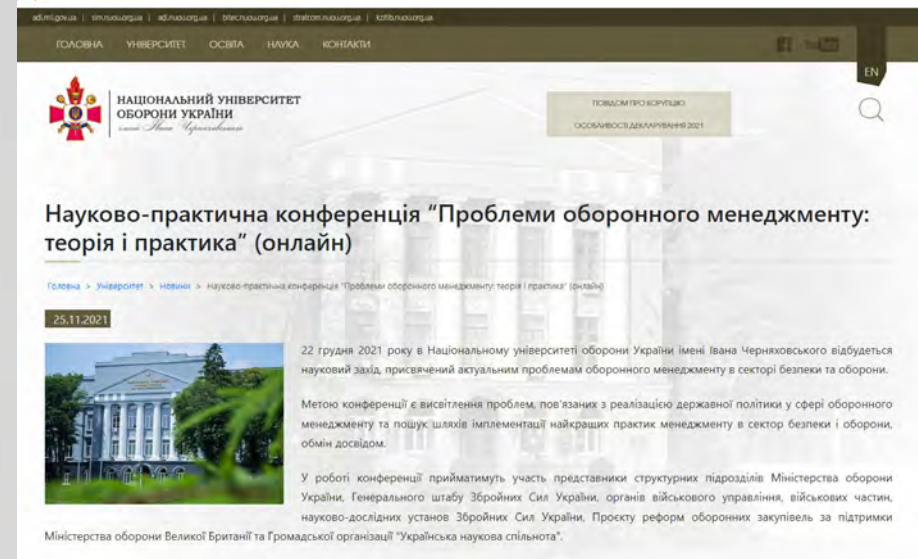 adi.mil.gov.ua | sim.nuou.org.ua | adl.nuou.org.ua | bitec.nuou.org.ua | stratcom.nuou.org.ua | kzitlib.nuou.org.ua
ГОЛОВНА УНІВЕРСИТЕТ ОСВІТА НАУКА КОНТАКТИ
EN
НАЦІОНАЛЬНИЙ УНІВЕРСИТЕТ
ОБОРОНИ УКРАЇНИ
імені Івана Черняховського
ПОВІДОМ ПРО КОРУПЦІЮ
ОСОБЛИВОСТІ ДЕКЛАРУВАННЯ 2021
Науково-практична конференція “Проблеми оборонного менеджменту:
теорія і практика” (онлайн)
Головна > Університет > Новини > Науково-практична конференція “Проблеми оборонного менеджменту: теорія і практика” (онлайн)
25.11.2021
22 грудня 2021 року в Національному університеті оборони України імені Івана Черняховського відбудеться
науковий захід, присвячений актуальним проблемам оборонного менеджменту в секторі безпеки та оборони.
Метою конференції є висвітлення проблем, пов'язаних з реалізацією державної політики у сфері оборонного
менеджменту та пошук шляхів імплементації найкращих практик менеджменту в сектор безпеки і оборони,
обмін досвідом.
У роботі конференції прийматимуть участь представники структурних підрозділів Міністерства оборони
України, Генерального штабу Збройних Сил України, органів військового управління, військових частин,
науково-дослідних установ Збройних Сил України, Проєкту реформ оборонних закупівель за підтримки
Міністерства оборони Великої Британії та Громадської організації "Українська наукова спільнота".